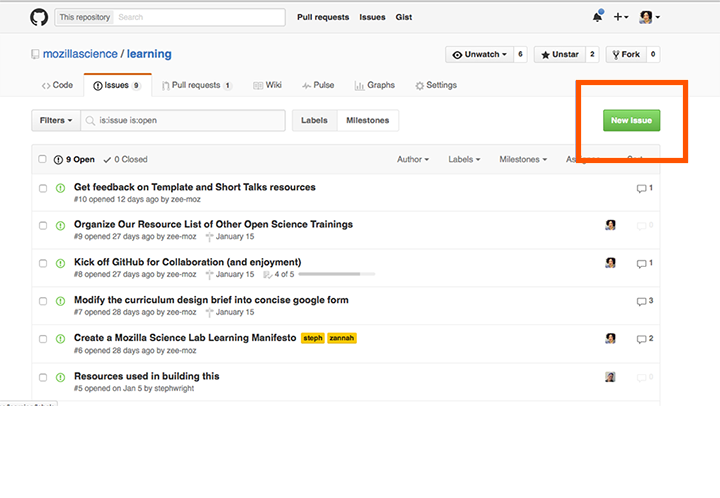 This repository Search Pull requests Issues Gist
mozillascience / learning Unwatch 6 Unstar 2 Fork 0
Code Issues 9 Pull requests 1 Wiki Pulse Graphs Settings
Filters is:issue is:open Labels Milestones New issue
9 Open 0 Closed Author Labels Milestones
Get feedback on Template and Short Talks resources 1
#10 opened 12 days ago by zee-moz
Organize Our Resource List of Other Open Science Trainings 0
#9 opened 27 days ago by zee-moz January 15
Kick off GitHub for Collaboration (and enjoyment) 1
#8 opened 27 days ago by zee-moz January 15 4 of 5
Modify the curriculum design brief into concise google form 3
#7 opened 28 days ago by zee-moz January 15
Create a Mozilla Science Lab Learning Manifesto steph zannah 2
#6 opened 28 days ago by zee-moz
Resources used in building this 0
#5 opened on Jan 5 by stephwright